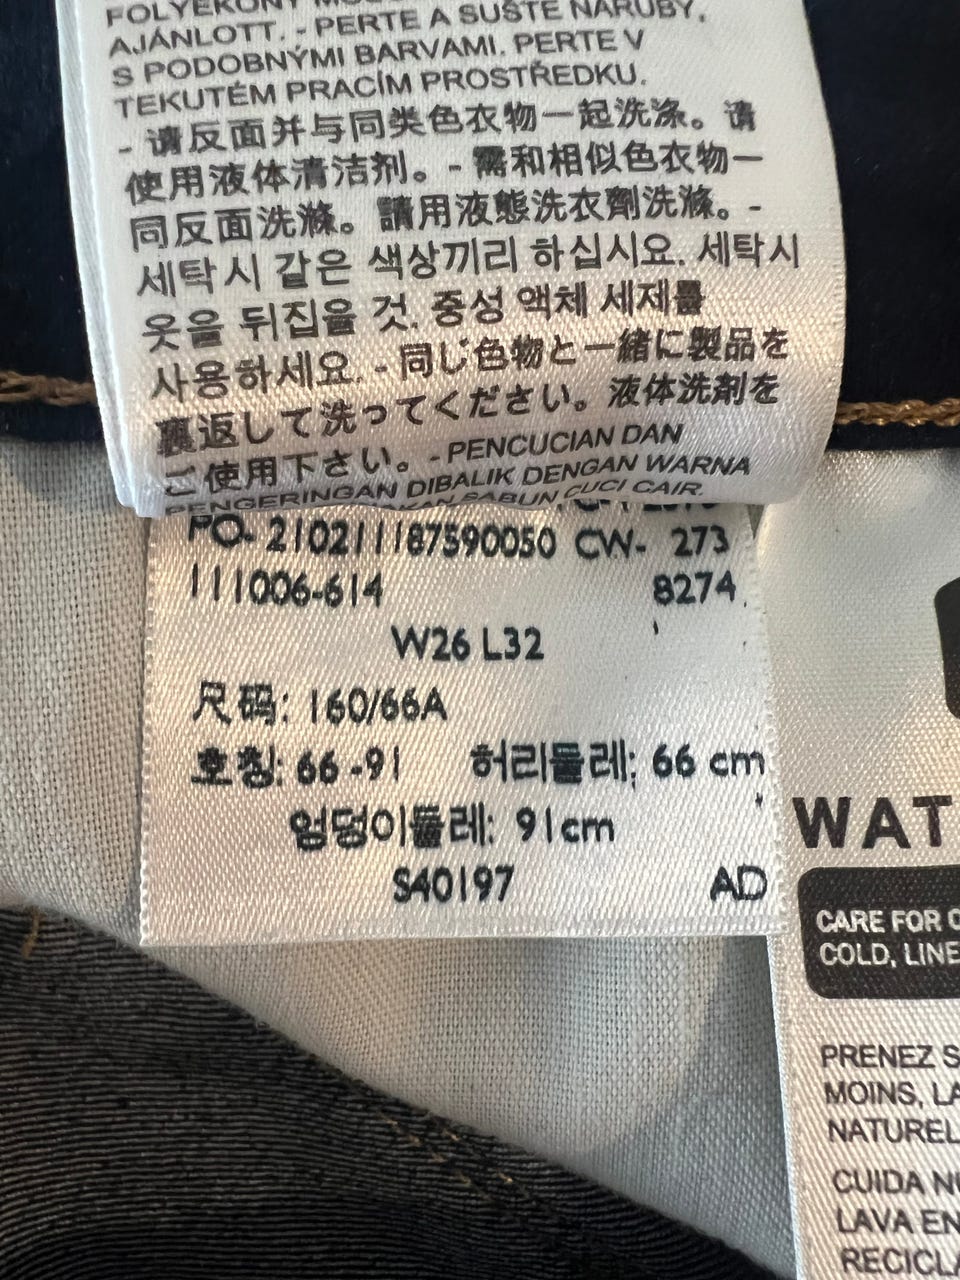 AJÁNLOTT. - PERTE A SUŠTE NARUBY,
S PODOBNÝMI BARVAMI. PERTE V
TEKUTÉM PRACÍM PROSTŘEDKU.
- 请反面并与同类色衣物一起洗涤。请
使用液体清洁剂。- 需和相似色衣物一
同反面洗滌。請用液態洗衣劑洗滌。-
세탁시 같은 색상끼리 하십시요. 세탁시
옷을 뒤집을 것. 중성 액체 세제를
사용하세요. - 同じ色物と一緒に製品を
裏返して洗ってください。液体洗剤を
ご使用下さい。- PENCUCIAN DAN
PENGERINGAN DIBALIK DENGAN WARNA
SABUN CUCI CAIR.
PO- 210211187590050 CW- 273
111006-614 8274
W26 L32
尺码: 160/66A
호칭: 66-91 허리둘레: 66 cm
엉덩이둘레: 91cm
S40197 AD
WAT
CARE FOR
COLD, LINE
PRENEZ S
MOINS, LA
NATUREL
CUIDA NU
LAVA EN
RECICLA